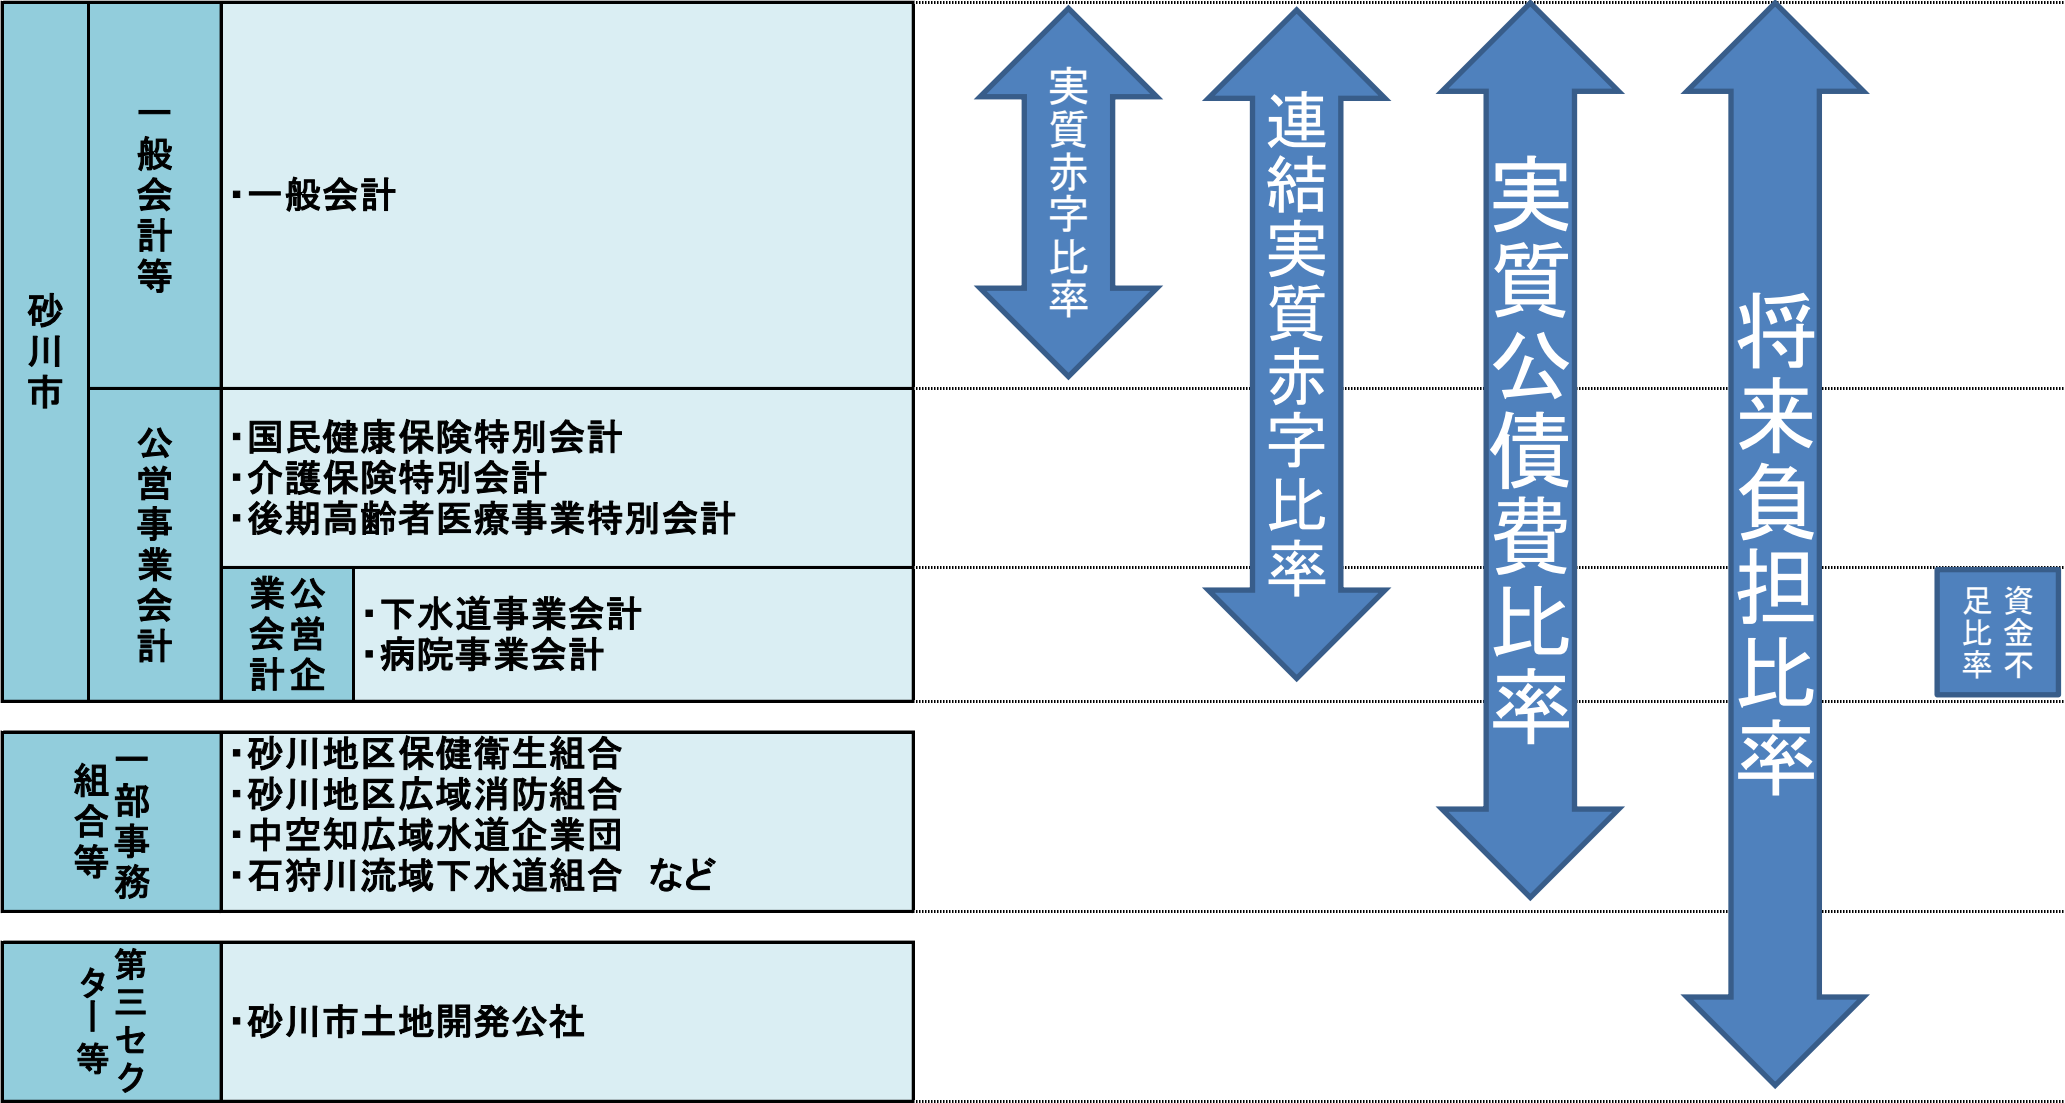 砂川市
一般会計等
・一般会計
公営事業会計
・国民健康保険特別会計
・介護保険特別会計
・後期高齢者医療事業特別会計
公営企
業会計
・下水道事業会計
・病院事業会計
一部事務
組合等
・砂川地区保健衛生組合
・砂川地区広域消防組合
・中空知広域水道企業団
・石狩川流域下水道組合　など
第三セク
ター等
・砂川市土地開発公社
実質赤字比率
連結実質赤字比率
実質公債費比率
将来負担比率
資金不
足比率